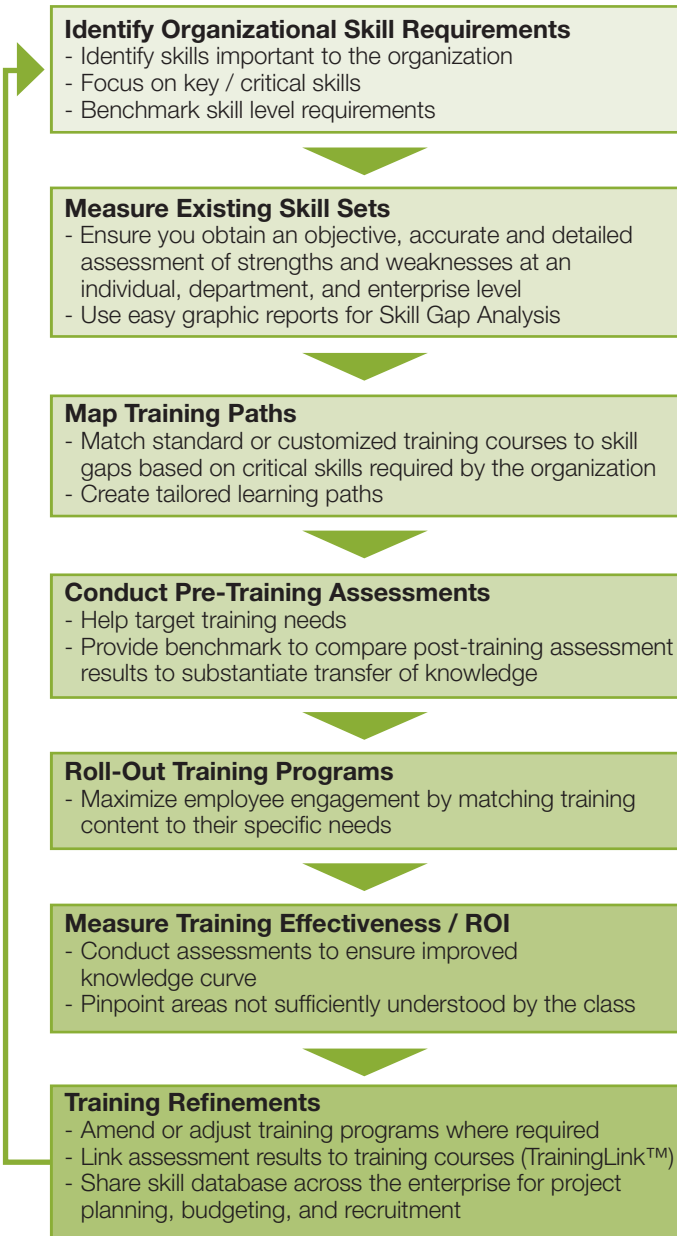 Identify Organizational Skill Requirements
- Identify skills important to the organization
- Focus on key / critical skills
- Benchmark skill level requirements
Measure Existing Skill Sets
- Ensure you obtain an objective, accurate and detailed
assessment of strengths and weaknesses at an
individual, department, and enterprise level
- Use easy graphic reports for Skill Gap Analysis
Map Training Paths
- Match standard or customized training courses to skill
gaps based on critical skills required by the organization
- Create tailored learning paths
Conduct Pre-Training Assessments
- Help target training needs
- Provide benchmark to compare post-training assessment
results to substantiate transfer of knowledge
Roll-Out Training Programs
- Maximize employee engagement by matching training
content to their specific needs
Measure Training Effectiveness / ROI
- Conduct assessments to ensure improved
knowledge curve
- Pinpoint areas not sufficiently understood by the class
Training Refinements
- Amend or adjust training programs where required
- Link assessment results to training courses (TrainingLink™)
- Share skill database across the enterprise for project
planning, budgeting, and recruitment